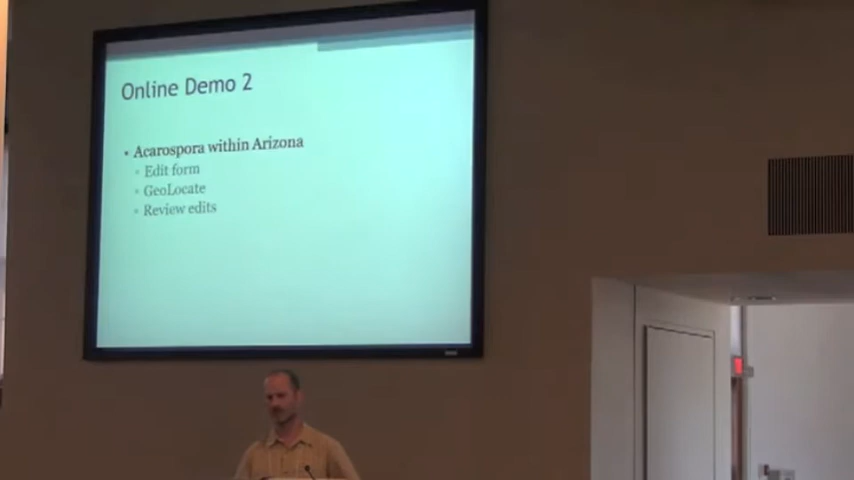 Online Demo 2
• Acarospora within Arizona
• Edit form
• GeoLocate
• Review edits